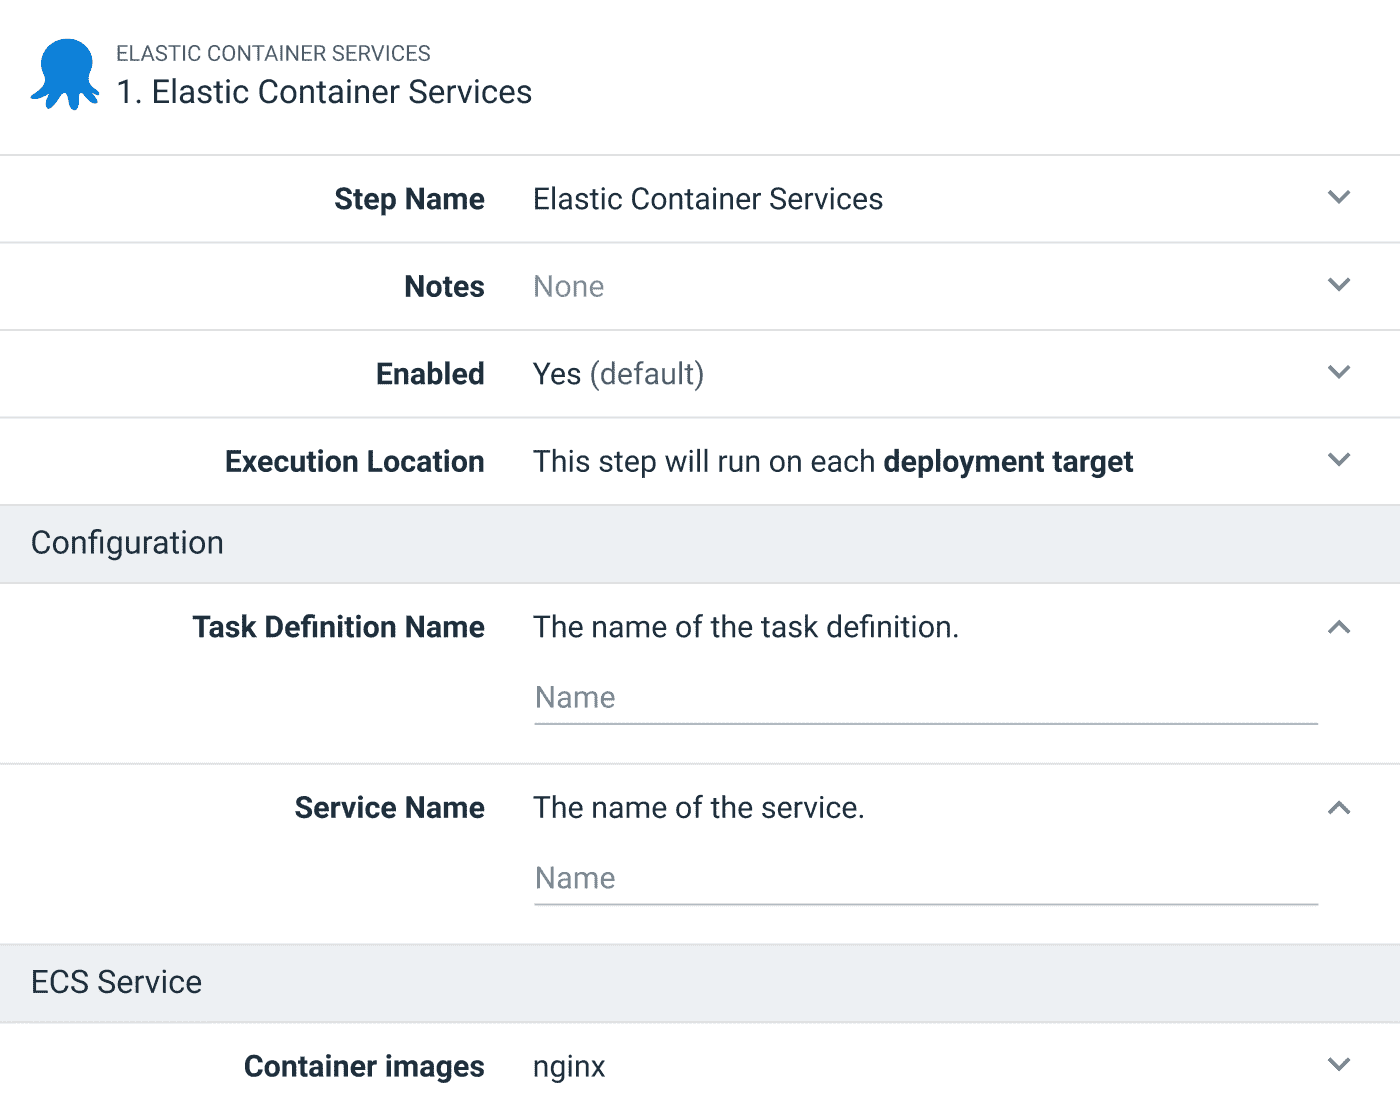 ELASTIC CONTAINER SERVICES
1. Elastic Container Services
Step Name Elastic Container Services
Notes None
Enabled Yes (default)
Execution Location This step will run on each deployment target
Configuration
Task Definition Name The name of the task definition.
Name
Service Name The name of the service.
Name
ECS Service
Container images nginx